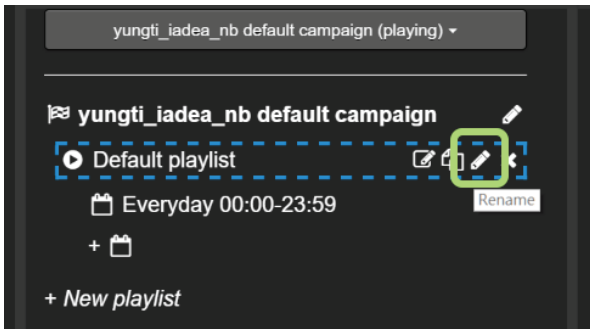 yungti_iadea_nb default campaign (playing)
yungti_iadea_nb default campaign
Default playlist
Rename
Everyday 00:00-23:59
+
+ New playlist